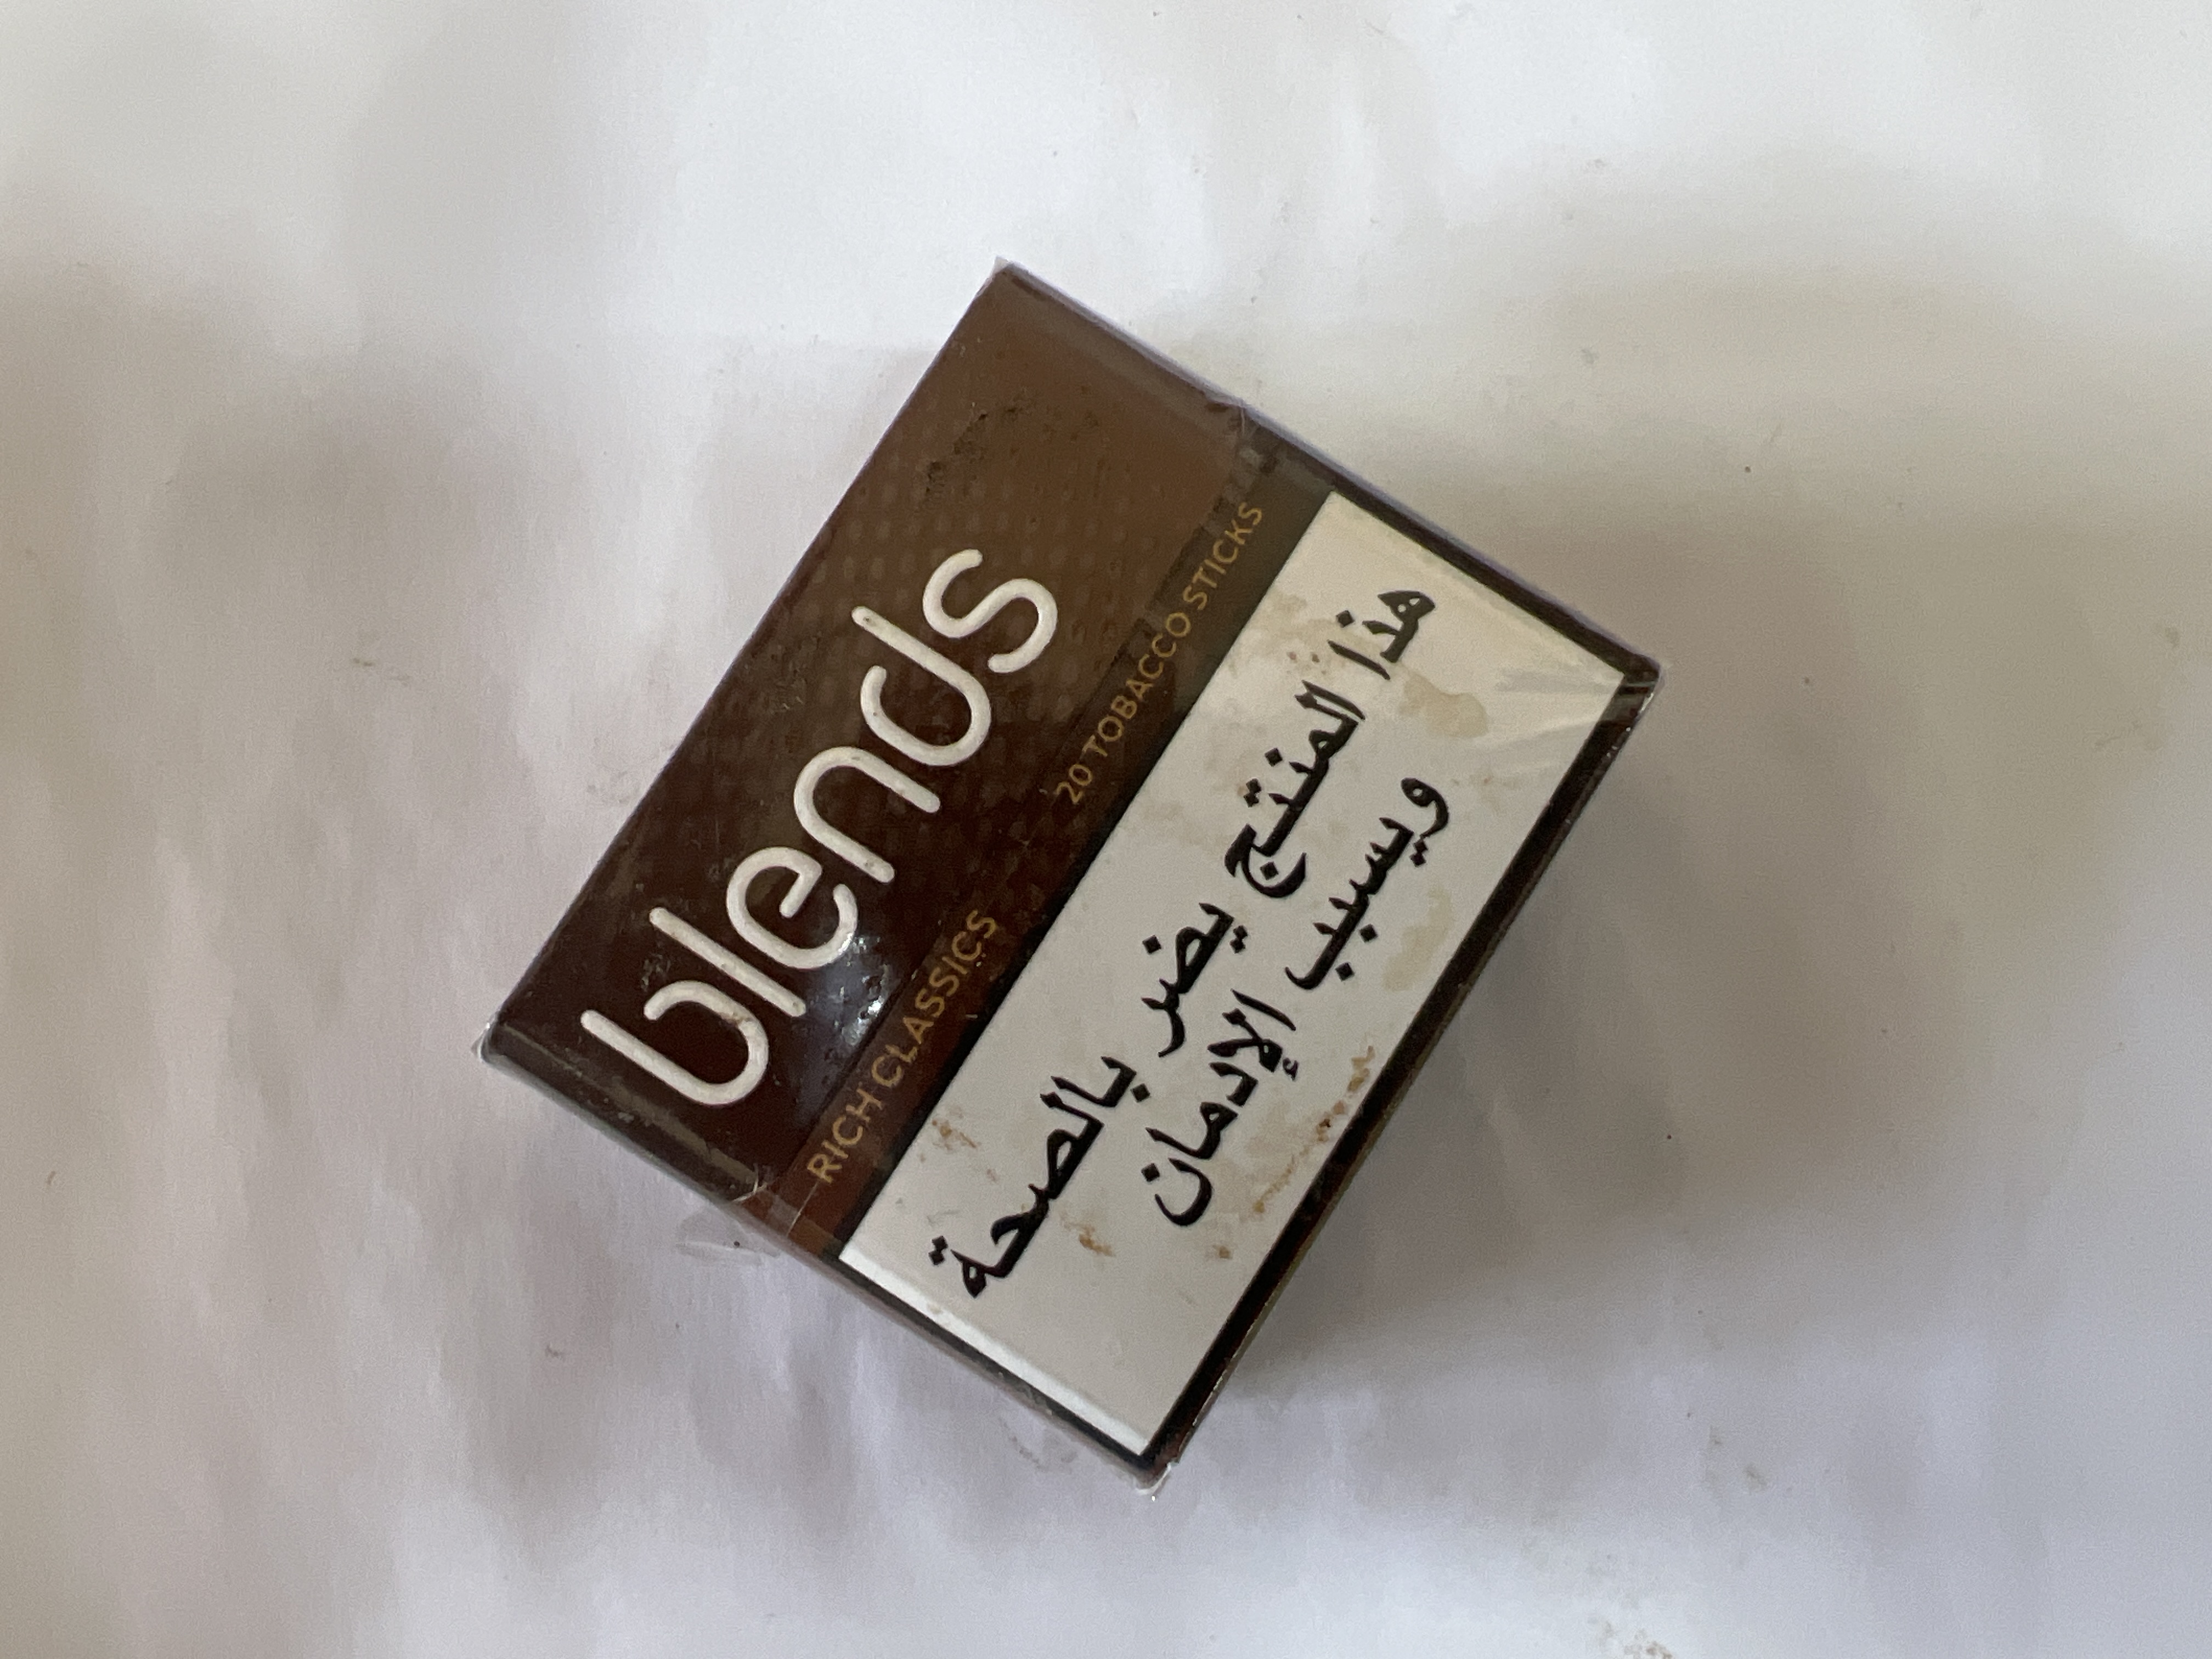 blends
RICH CLASSICS 20 TOBACCO STICKS
هذا المنتج يضر بالصحة
ويسبب الإدمان